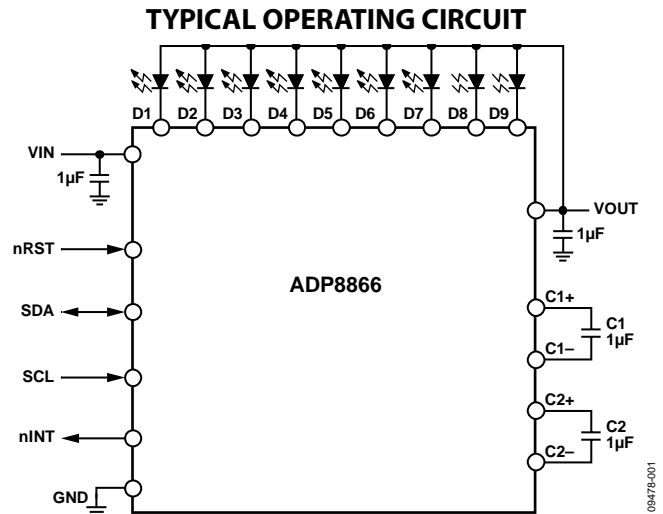 TYPICAL OPERATING CIRCUIT
D1 D2 D3 D4 D5 D6 D7 D8 D9
VIN
1µF
VOUT
1µF
nRST
ADP8866
SDA
C1+
C1
1µF
C1–
SCL
C2+
C2
1µF
nINT
C2–
GND
09478-001